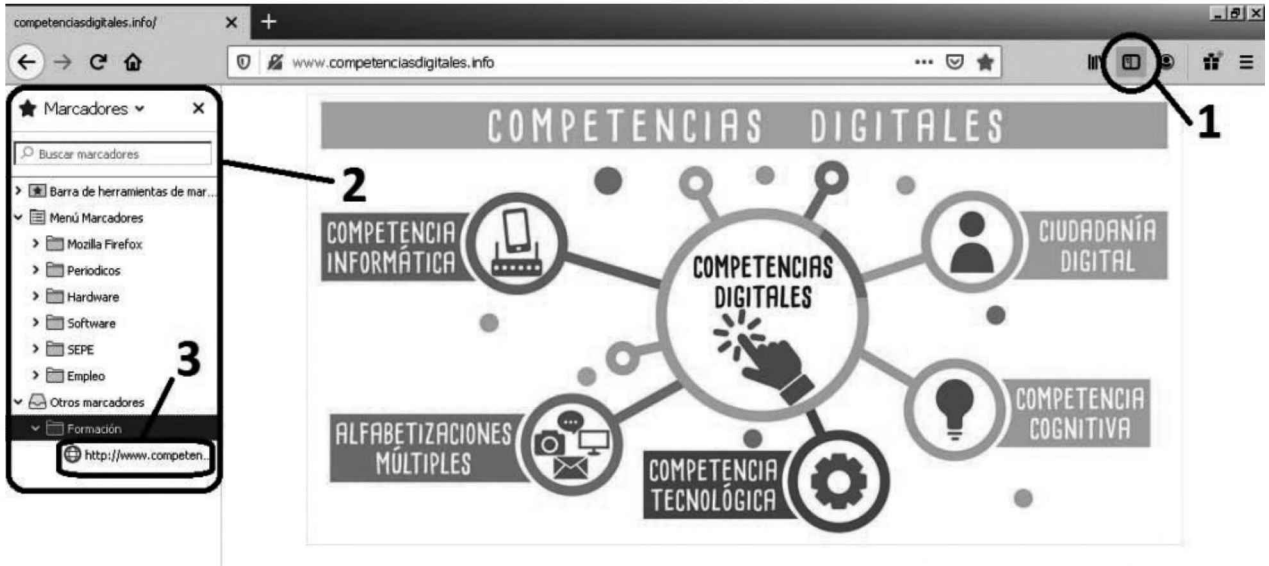 competenciasdigitales.info/
www.competenciasdigitales.info
1
Marcadores
Buscar marcadores
2
Barra de herramientas de mar...
Menú Marcadores
Mozilla Firefox
Periodicos
Hardware
Software
SEPE
Empleo
3
Otros marcadores
Formación
http://www.competen...
COMPETENCIAS DIGITALES
COMPETENCIA
INFORMÁTICA
COMPETENCIAS
DIGITALES
CIUDADANÍA
DIGITAL
ALFABETIZACIONES
MÚLTIPLES
COMPETENCIA
TECNOLÓGICA
COMPETENCIA
COGNITIVA